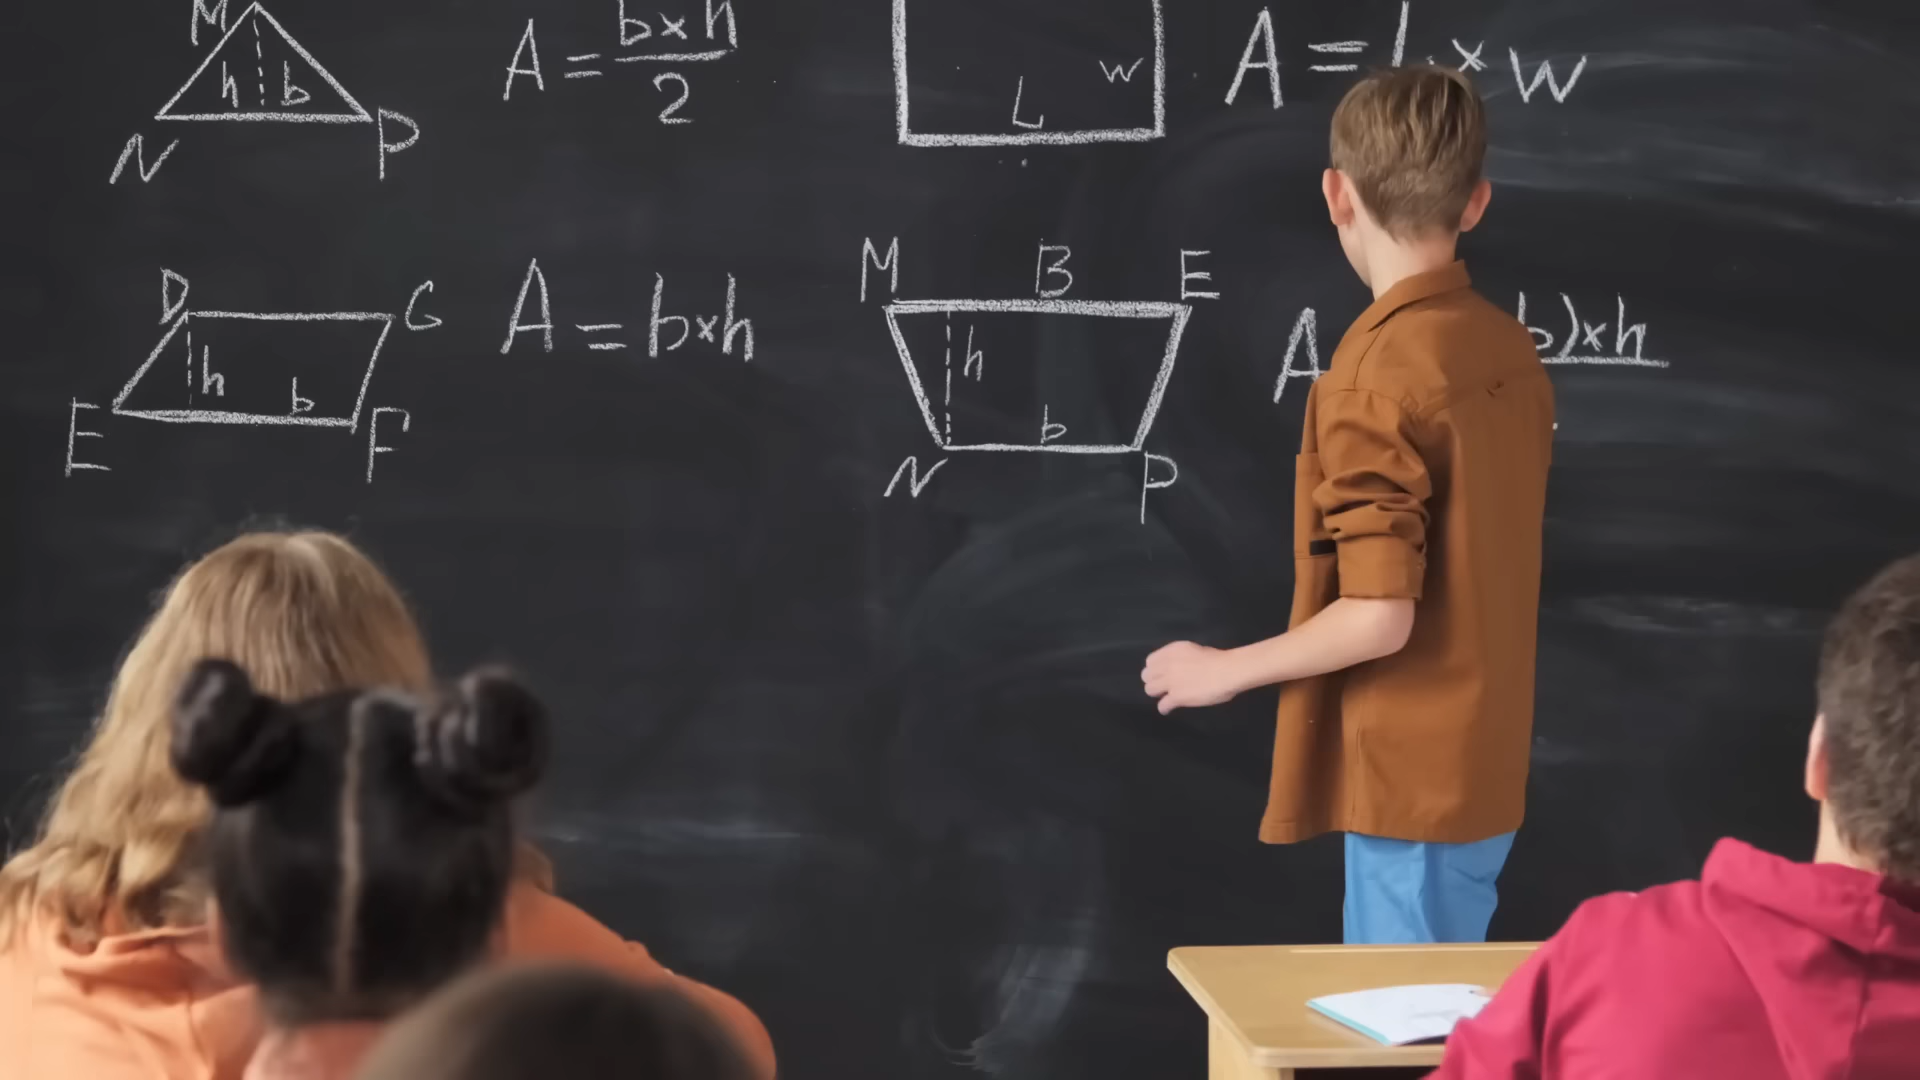 M
h b
N P
A = b×h
2
L w
A = L × w
D G
h b
E F
A = b×h
M B E
h
b
N P
A b)×h